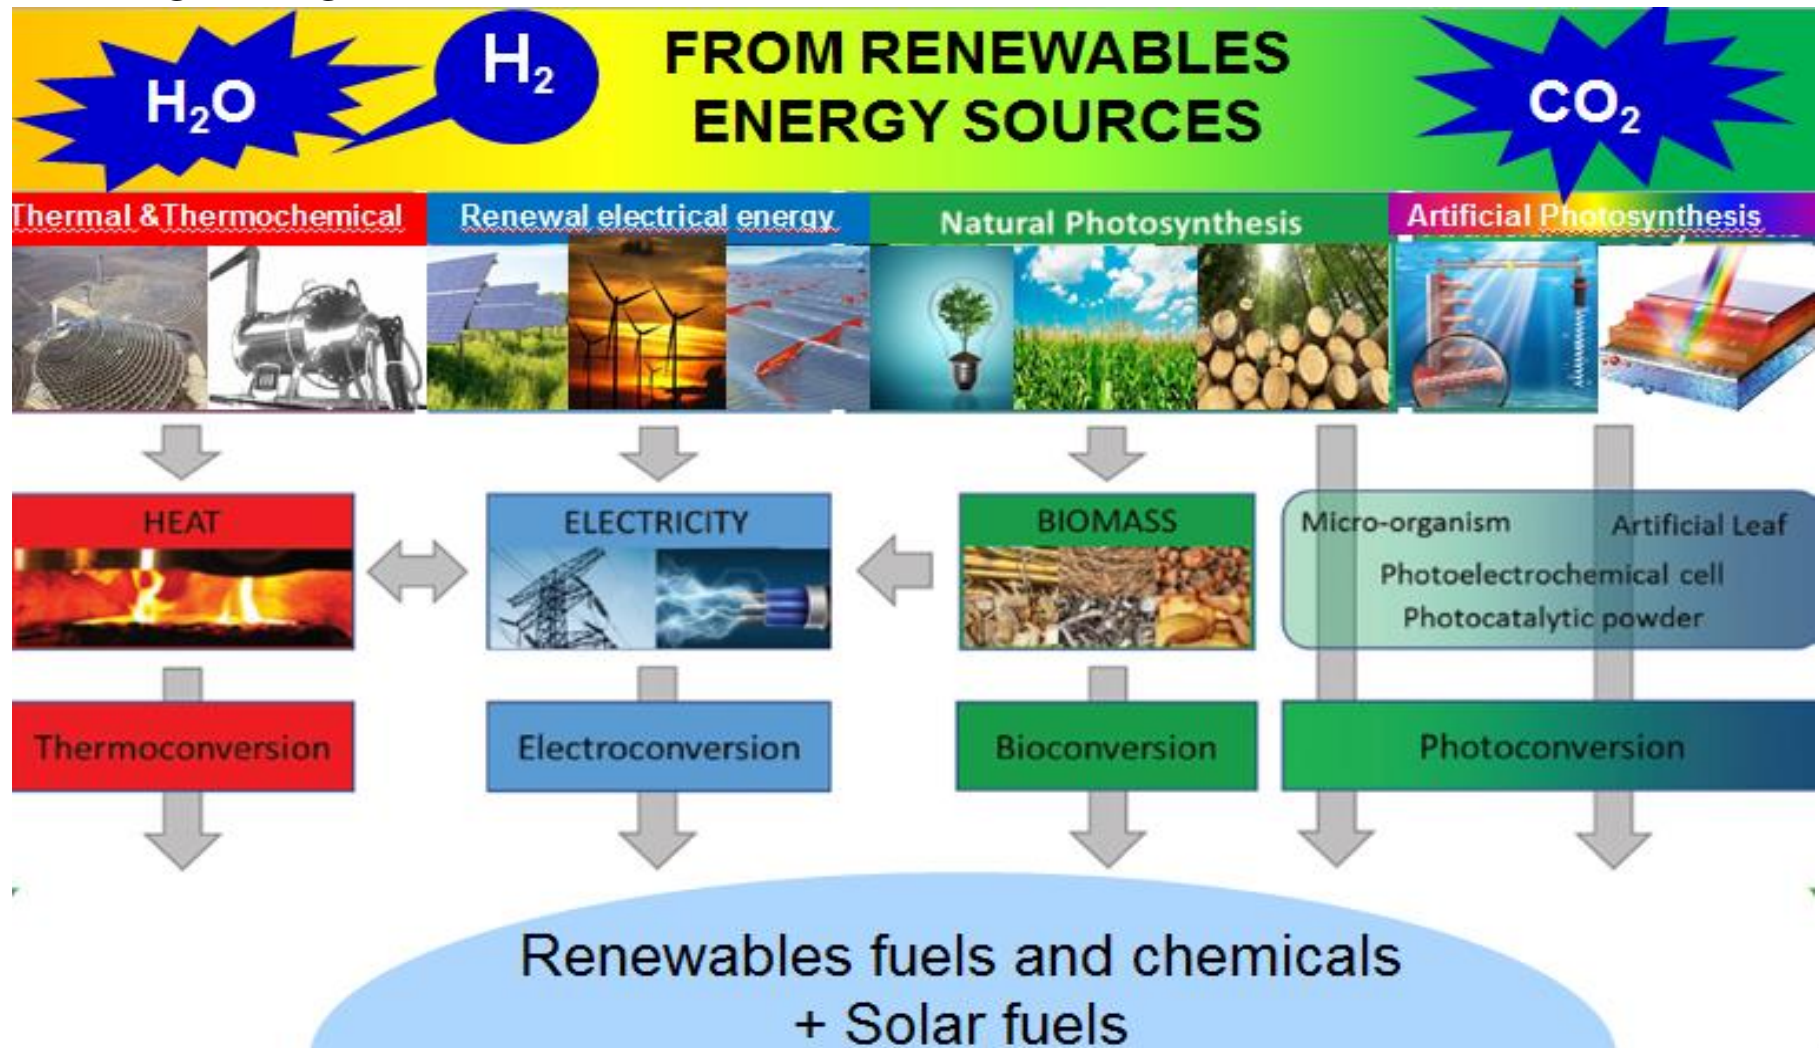 H2O
H2
FROM RENEWABLES
ENERGY SOURCES
CO2
Thermal &Thermochemical
Renewal electrical energy
Natural Photosynthesis
Artificial Photosynthesis
HEAT
ELECTRICITY
BIOMASS
Micro-organism
Artificial Leaf
Photoelectrochemical cell
Photocatalytic powder
Thermoconversion
Electroconversion
Bioconversion
Photoconversion
Renewables fuels and chemicals
+ Solar fuels